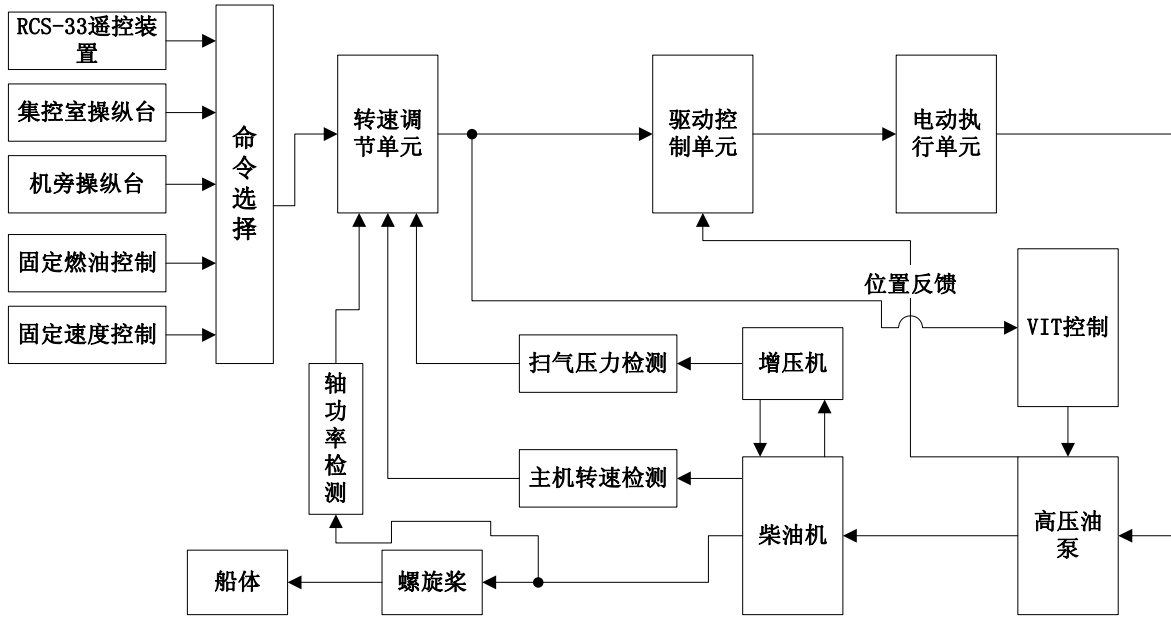 RCS-33遥控装
置
集控室操纵台
机旁操纵台
固定燃油控制
固定速度控制
命
令
选
择
转速调
节单元
驱动控
制单元
电动执
行单元
位置反馈
VIT控制
扫气压力检测
增压机
轴
功
率
检
测
主机转速检测
柴油机
高压油
泵
船体
螺旋桨